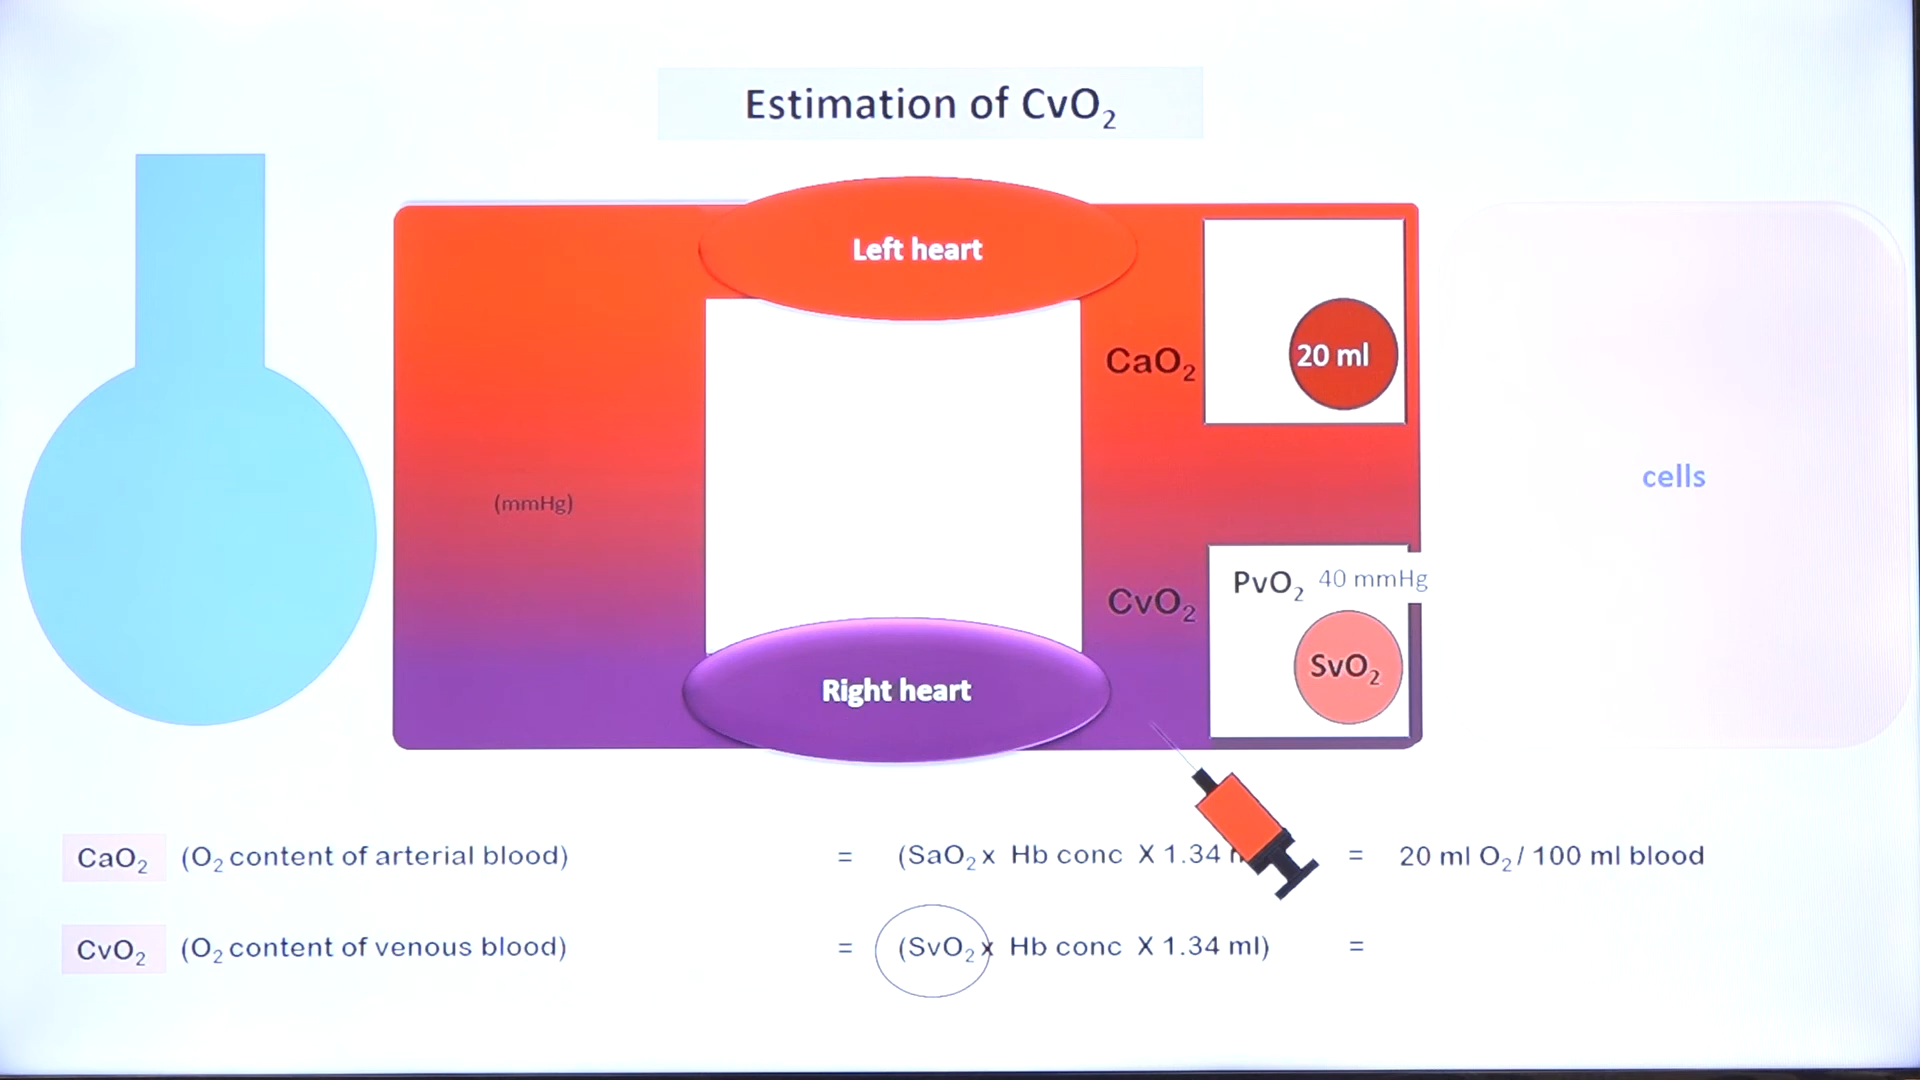 Estimation of CvO₂
Left heart
CaO₂
20 ml
cells
(mmHg)
PvO₂ 40 mmHg
CvO₂
SvO₂
Right heart
CaO₂ (O₂ content of arterial blood) = (SaO₂ x Hb conc X 1.34 = 20 ml O₂ / 100 ml blood
CvO₂ (O₂ content of venous blood) = (SvO₂ x Hb conc X 1.34 ml) =